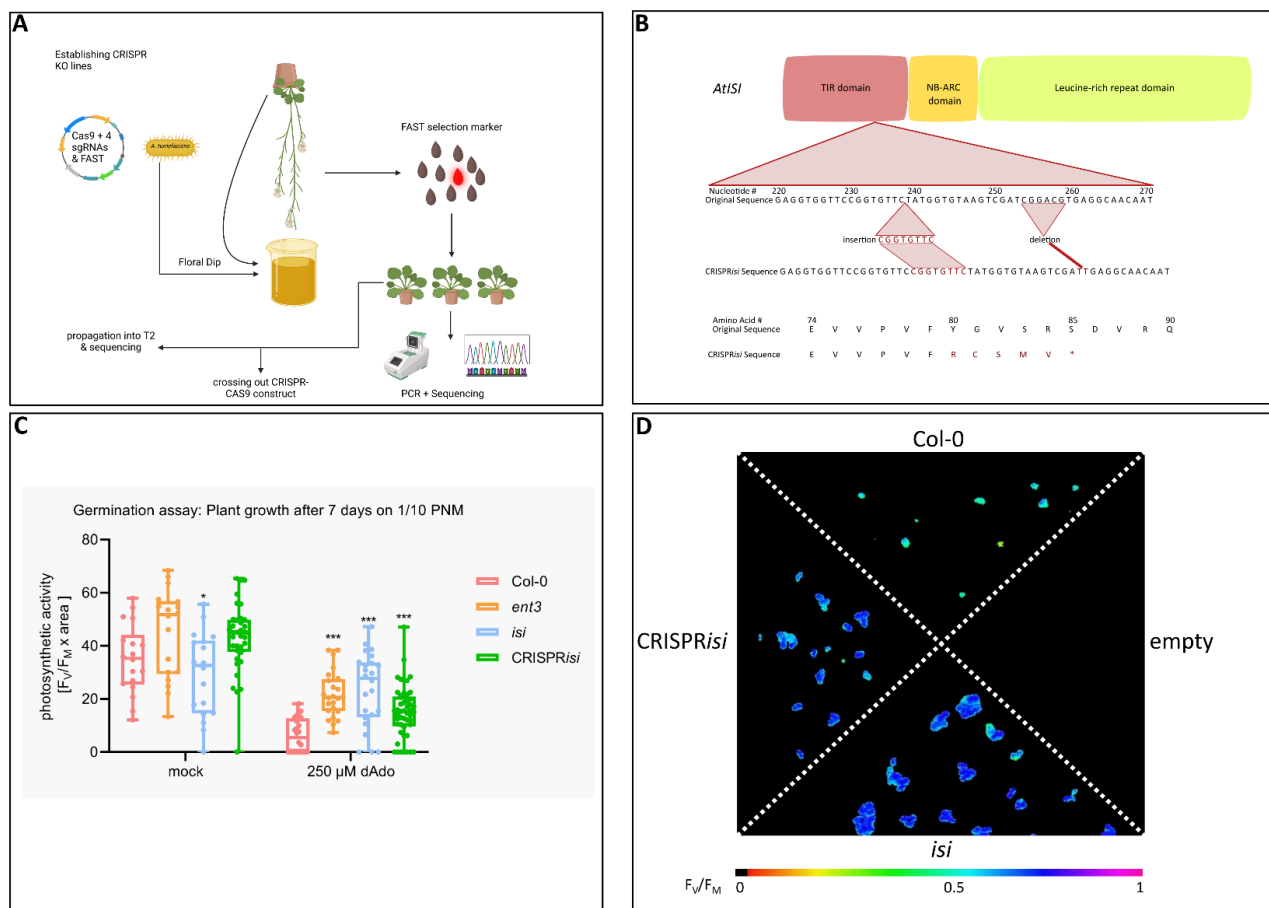 A
Establishing CRISPR
KO lines
Cas9 + 4
sgRNAs
& FAST
A. tumefaciens
FAST selection marker
Floral Dip
propagation into T2
& sequencing
crossing out CRISPR-
CAS9 construct
PCR + Sequencing
B
AtISI
TIR domain
NB-ARC
domain
Leucine-rich repeat domain
Nucleotide # 220 230 240 250 260 270
Original Sequence GAGGTGGTTCCGGTGTTCTATGGTGTAAGTCGATCGGACGTGAGGCAACAAT
insertion CGGTGTTC deletion
CRISPRisi Sequence GAGGTGGTTCCGGTGTTCCGGTGTTCTATGGTGTAAGTCGATTGAGGCAACAAT
Amino Acid # 74 80 85 90
Original Sequence E V V P V F Y G V S R S D V R Q
CRISPRisi Sequence E V V P V F R C S M V *
C
Germination assay: Plant growth after 7 days on 1/10 PNM
photosynthetic activity
[FV/FM x area]
80
60
40
20
0
*
***
***
***
mock
250 µM dAdo
Col-0
ent3
isi
CRISPRisi
D
Col-0
CRISPRisi
empty
isi
FV/FM 0 0.5 1